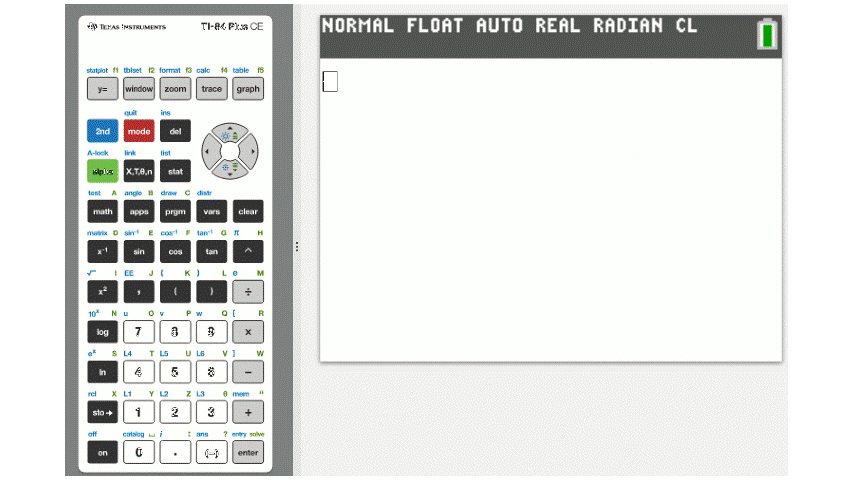 TEXAS INSTRUMENTS TI-84 Plus CE
NORMAL FLOAT AUTO REAL RADIAN CL
statplot f1 tblset f2 format f3 calc f4 table f5
y= window zoom trace graph
quit ins
2nd mode del
A-lock link list
alpha X,T,θ,n stat
test A angle B draw C distr
math apps prgm vars clear
matrix D sin⁻¹ E cos⁻¹ F tan⁻¹ G π H
x⁻¹ sin cos tan ^
√ I EE J { K } L e M
x² , ( ) ÷
10ˣ N u O v P w Q [ R
log 7 8 9 ×
eˣ S L4 T L5 U L6 V ] W
ln 4 5 6 −
rcl X L1 Y L2 Z L3 θ mem "
sto→ 1 2 3 +
off catalog ⎵ i : ans ? entry solve
on 0 . (-) enter